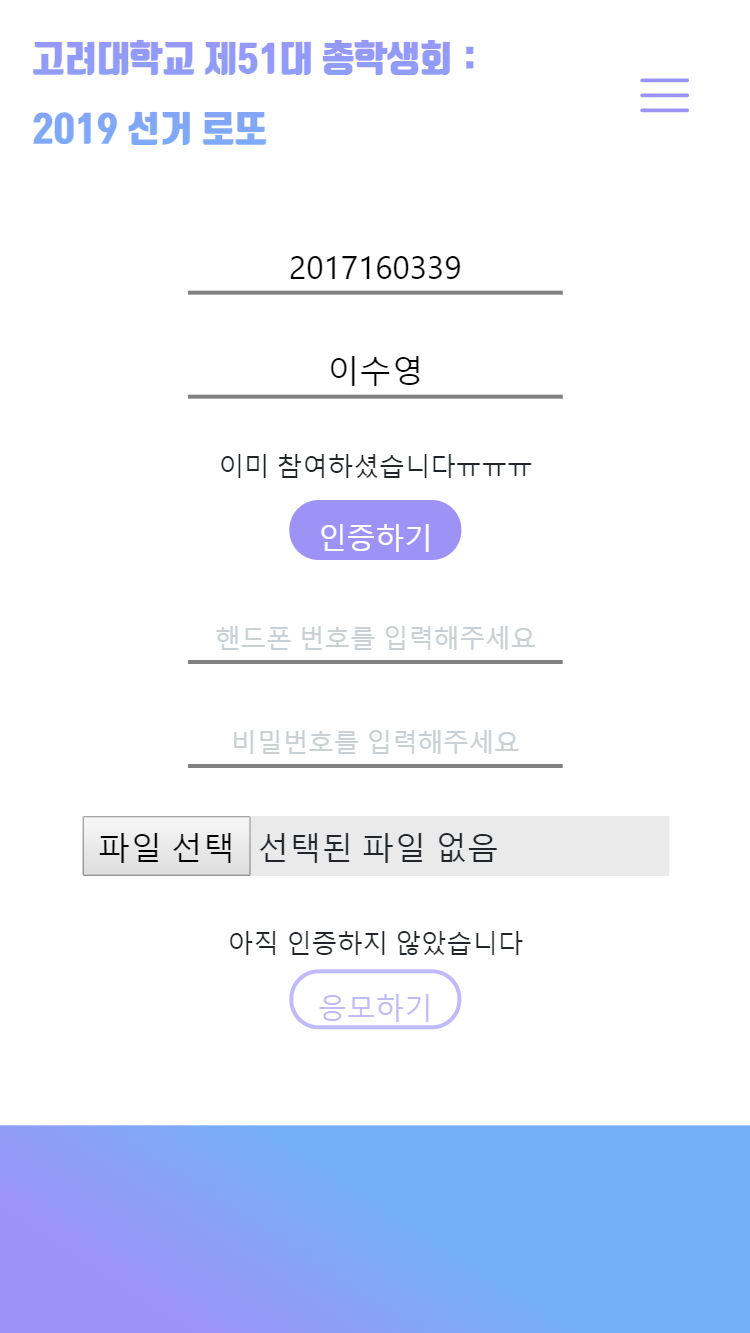 고려대학교 제51대 총학생회 :
2019 선거 로또
2017160339
이수영
이미 참여하셨습니다ㅠㅠㅠ
인증하기
핸드폰 번호를 입력해주세요
비밀번호를 입력해주세요
파일 선택 선택된 파일 없음
아직 인증하지 않았습니다
응모하기